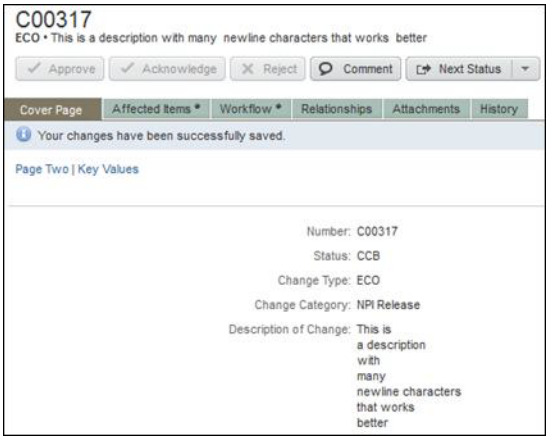 C00317
ECO • This is a description with many newline characters that works better
Approve Acknowledge Reject Comment Next Status
Cover Page Affected Items * Workflow * Relationships Attachments History
Your changes have been successfully saved.
Page Two | Key Values
Number: C00317
Status: CCB
Change Type: ECO
Change Category: NPI Release
Description of Change: This is
a description
with
many
newline characters
that works
better